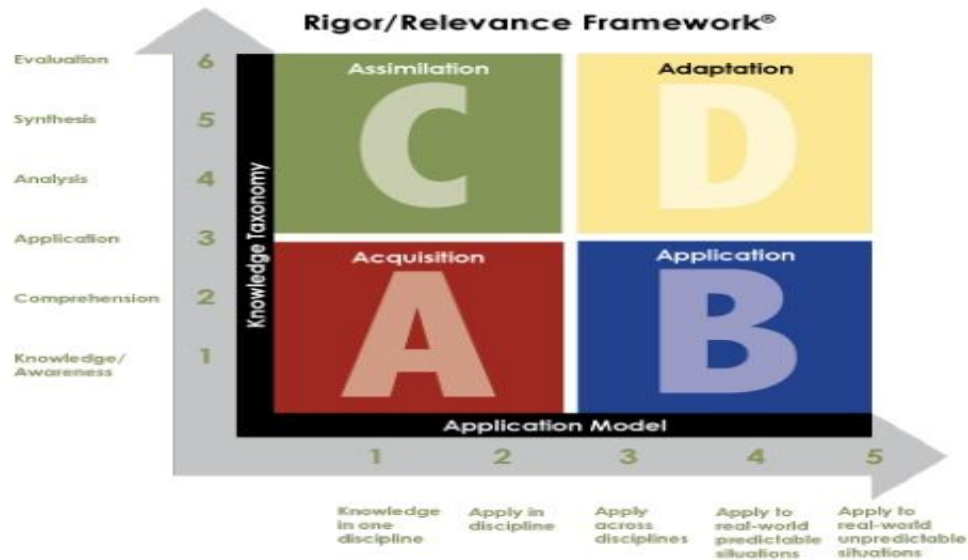 Rigor/Relevance Framework®
Evaluation
6
Synthesis
5
Analysis
4
Application
3
Comprehension
2
Knowledge/
Awareness
1
Knowledge Taxonomy
Assimilation
C
Adaptation
D
Acquisition
A
Application
B
Application Model
1
2
3
4
5
Knowledge
in one
discipline
Apply in
discipline
Apply
across
disciplines
Apply to
real-world
predictable
situations
Apply to
real-world
unpredictable
situations